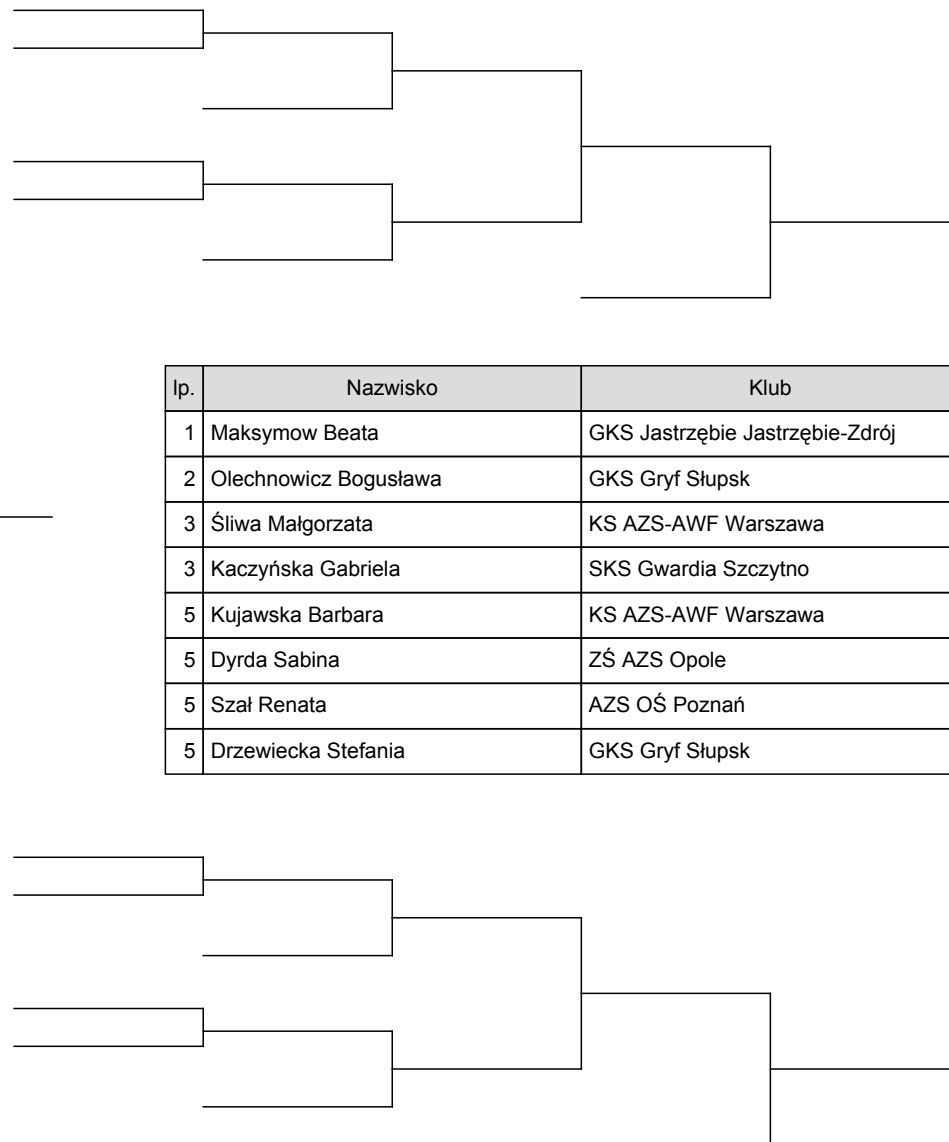 lp. Nazwisko Klub
1 Maksymow Beata GKS Jastrzębie Jastrzębie-Zdrój
2 Olechnowicz Bogusława GKS Gryf Słupsk
3 Śliwa Małgorzata KS AZS-AWF Warszawa
3 Kaczyńska Gabriela SKS Gwardia Szczytno
5 Kujawska Barbara KS AZS-AWF Warszawa
5 Dyrda Sabina ZŚ AZS Opole
5 Szał Renata AZS OŚ Poznań
5 Drzewiecka Stefania GKS Gryf Słupsk